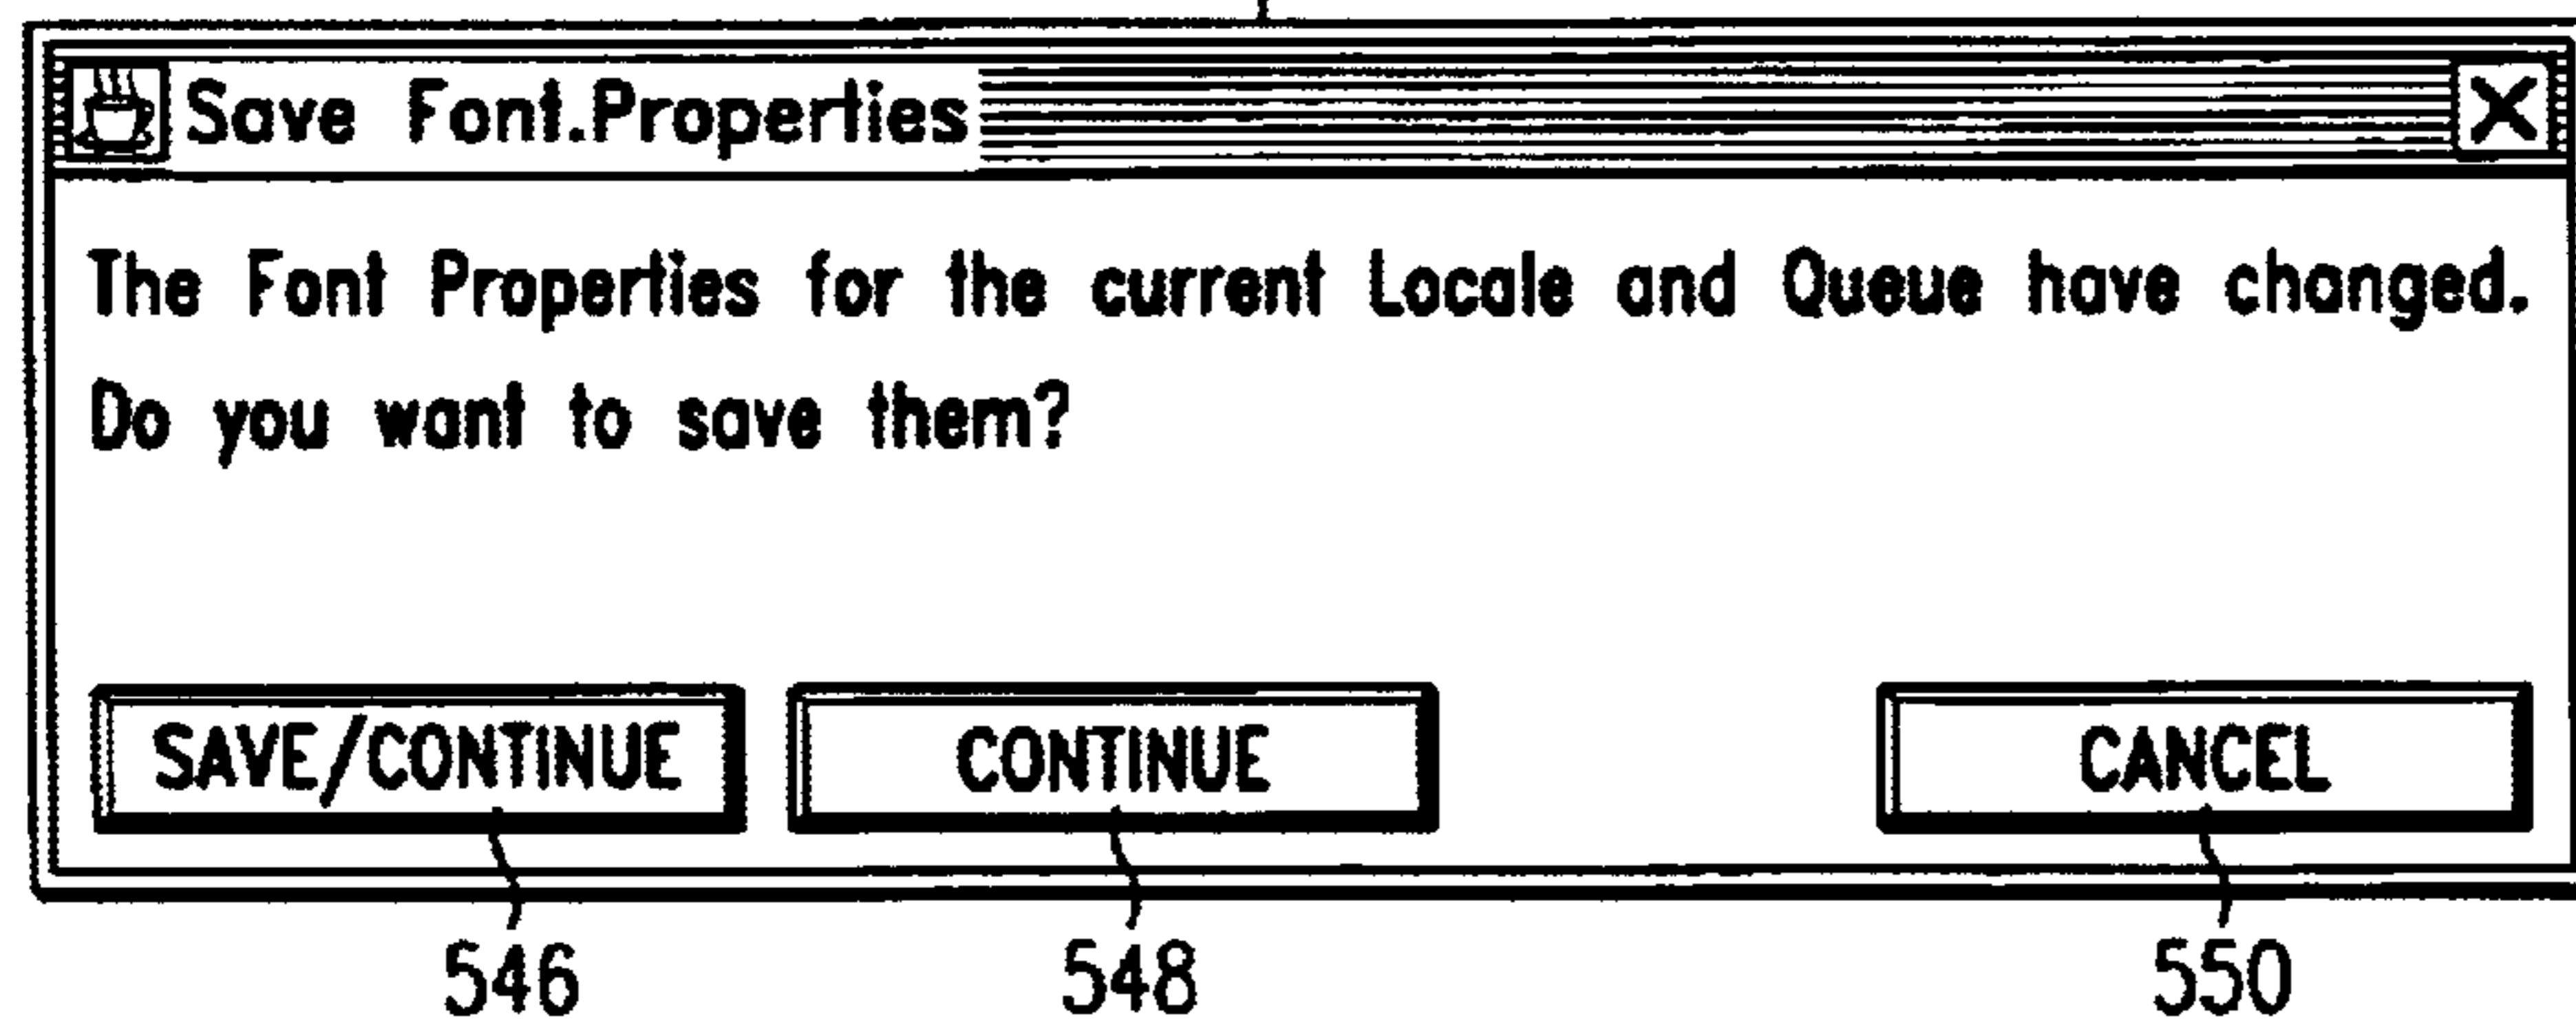 Save Font.Properties
The Font Properties for the current Locale and Queue have changed.
Do you want to save them?
SAVE/CONTINUE CONTINUE CANCEL
546 548 550